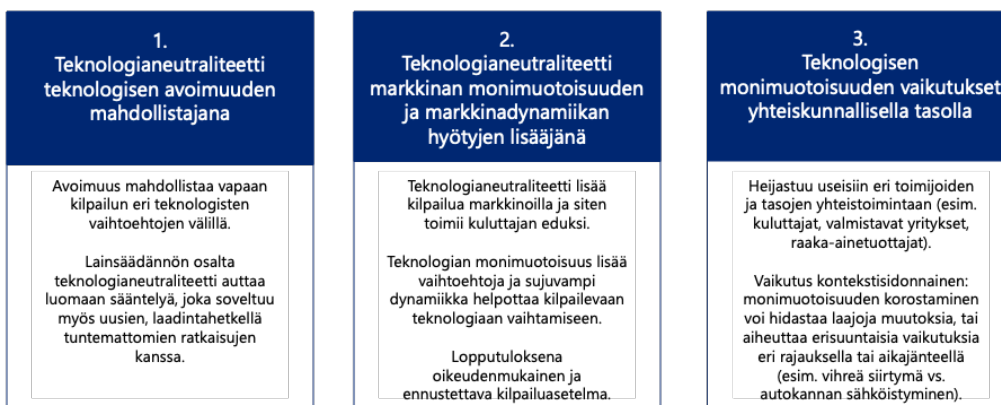 1.
Teknologianeutraliteetti
teknologisen avoimuuden
mahdollistajana
Avoimuus mahdollistaa vapaan
kilpailun eri teknologisten
vaihtoehtojen välillä.
Lainsäädännön osalta
teknologianeutraliteetti auttaa
luomaan sääntelyä, joka soveltuu
myös uusien, laadintahetkellä
tuntemattomien ratkaisujen
kanssa.
2.
Teknologianeutraliteetti
markkinan monimuotoisuuden
ja markkinadynamiikan
hyötyjen lisääjänä
Teknologianeutraliteetti lisää
kilpailua markkinoilla ja siten
toimii kuluttajan eduksi.
Teknologian monimuotoisuus lisää
vaihtoehtoja ja sujuvampi
dynamiikka helpottaa kilpailevaan
teknologiaan vaihtamiseen.
Lopputuloksena
oikeudenmukainen ja
ennustettava kilpailuasetelma.
3.
Teknologisen
monimuotoisuuden vaikutukset
yhteiskunnallisella tasolla
Heijastuu useisiin eri toimijoiden
ja tasojen yhteistoimintaan (esim.
kuluttajat, valmistavat yritykset,
raaka-ainetuottajat).
Vaikutus kontekstisidonnainen:
monimuotoisuuden korostaminen
voi hidastaa laajoja muutoksia, tai
aiheuttaa erisuuntaisia vaikutuksia
eri rajauksella tai aikajänteellä
(esim. vihreä siirtymä vs.
autokannan sähköistyminen).